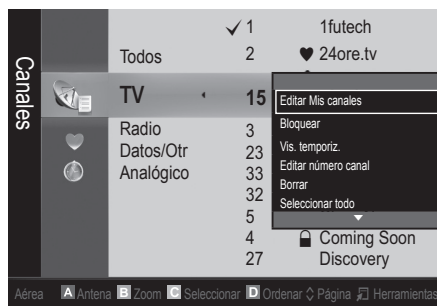 Canales
✓ 1 1futech
Todos 2 ♥ 24ore.tv
TV 15
Radio 3
Datos/Otr 23
Analógico 33
32
5
4 Coming Soon
27 Discovery
Editar Mis canales
Bloquear
Vis. temporiz.
Editar número canal
Borrar
Seleccionar todo
Aérea A Antena B Zoom C Seleccionar D Ordenar Página Herramientas